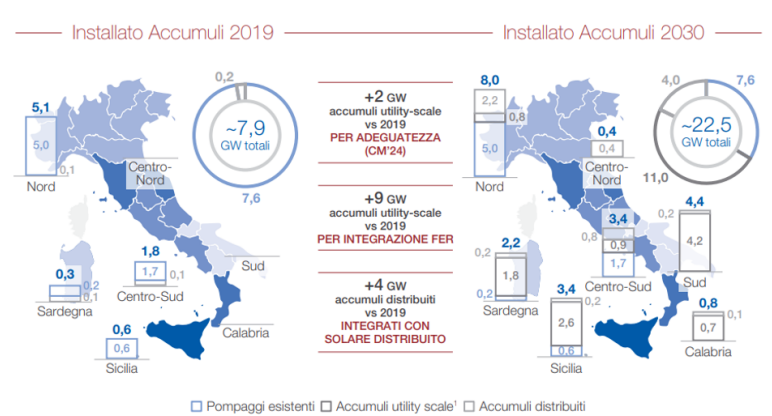 Installato Accumuli 2019
5,1
5,0
0,1
Nord
0,2
~7,9
GW totali
7,6
Centro-
Nord
1,8
1,7
0,1
Centro-Sud
0,3
0,2
0,1
Sardegna
Sud
Calabria
0,6
0,6
Sicilia
+2 GW
accumuli utility-scale
vs 2019
PER ADEGUATEZZA
(CM'24)
+9 GW
accumuli utility-scale
vs 2019
PER INTEGRAZIONE FER
+4 GW
accumuli distribuiti
vs 2019
INTEGRATI CON
SOLARE DISTRIBUITO
Installato Accumuli 2030
8,0
2,2
0,8
5,0
Nord
4,0
7,6
~22,5
GW totali
11,0
0,4
0,4
Centro-
Nord
3,4
0,8
0,9
1,7
Centro-Sud
4,4
0,2
4,2
Sud
2,2
0,2
1,8
0,2
Sardegna
3,4
0,2
2,6
0,6
Sicilia
0,8
0,1
0,7
Calabria
Pompaggi esistenti
Accumuli utility scale¹
Accumuli distribuiti